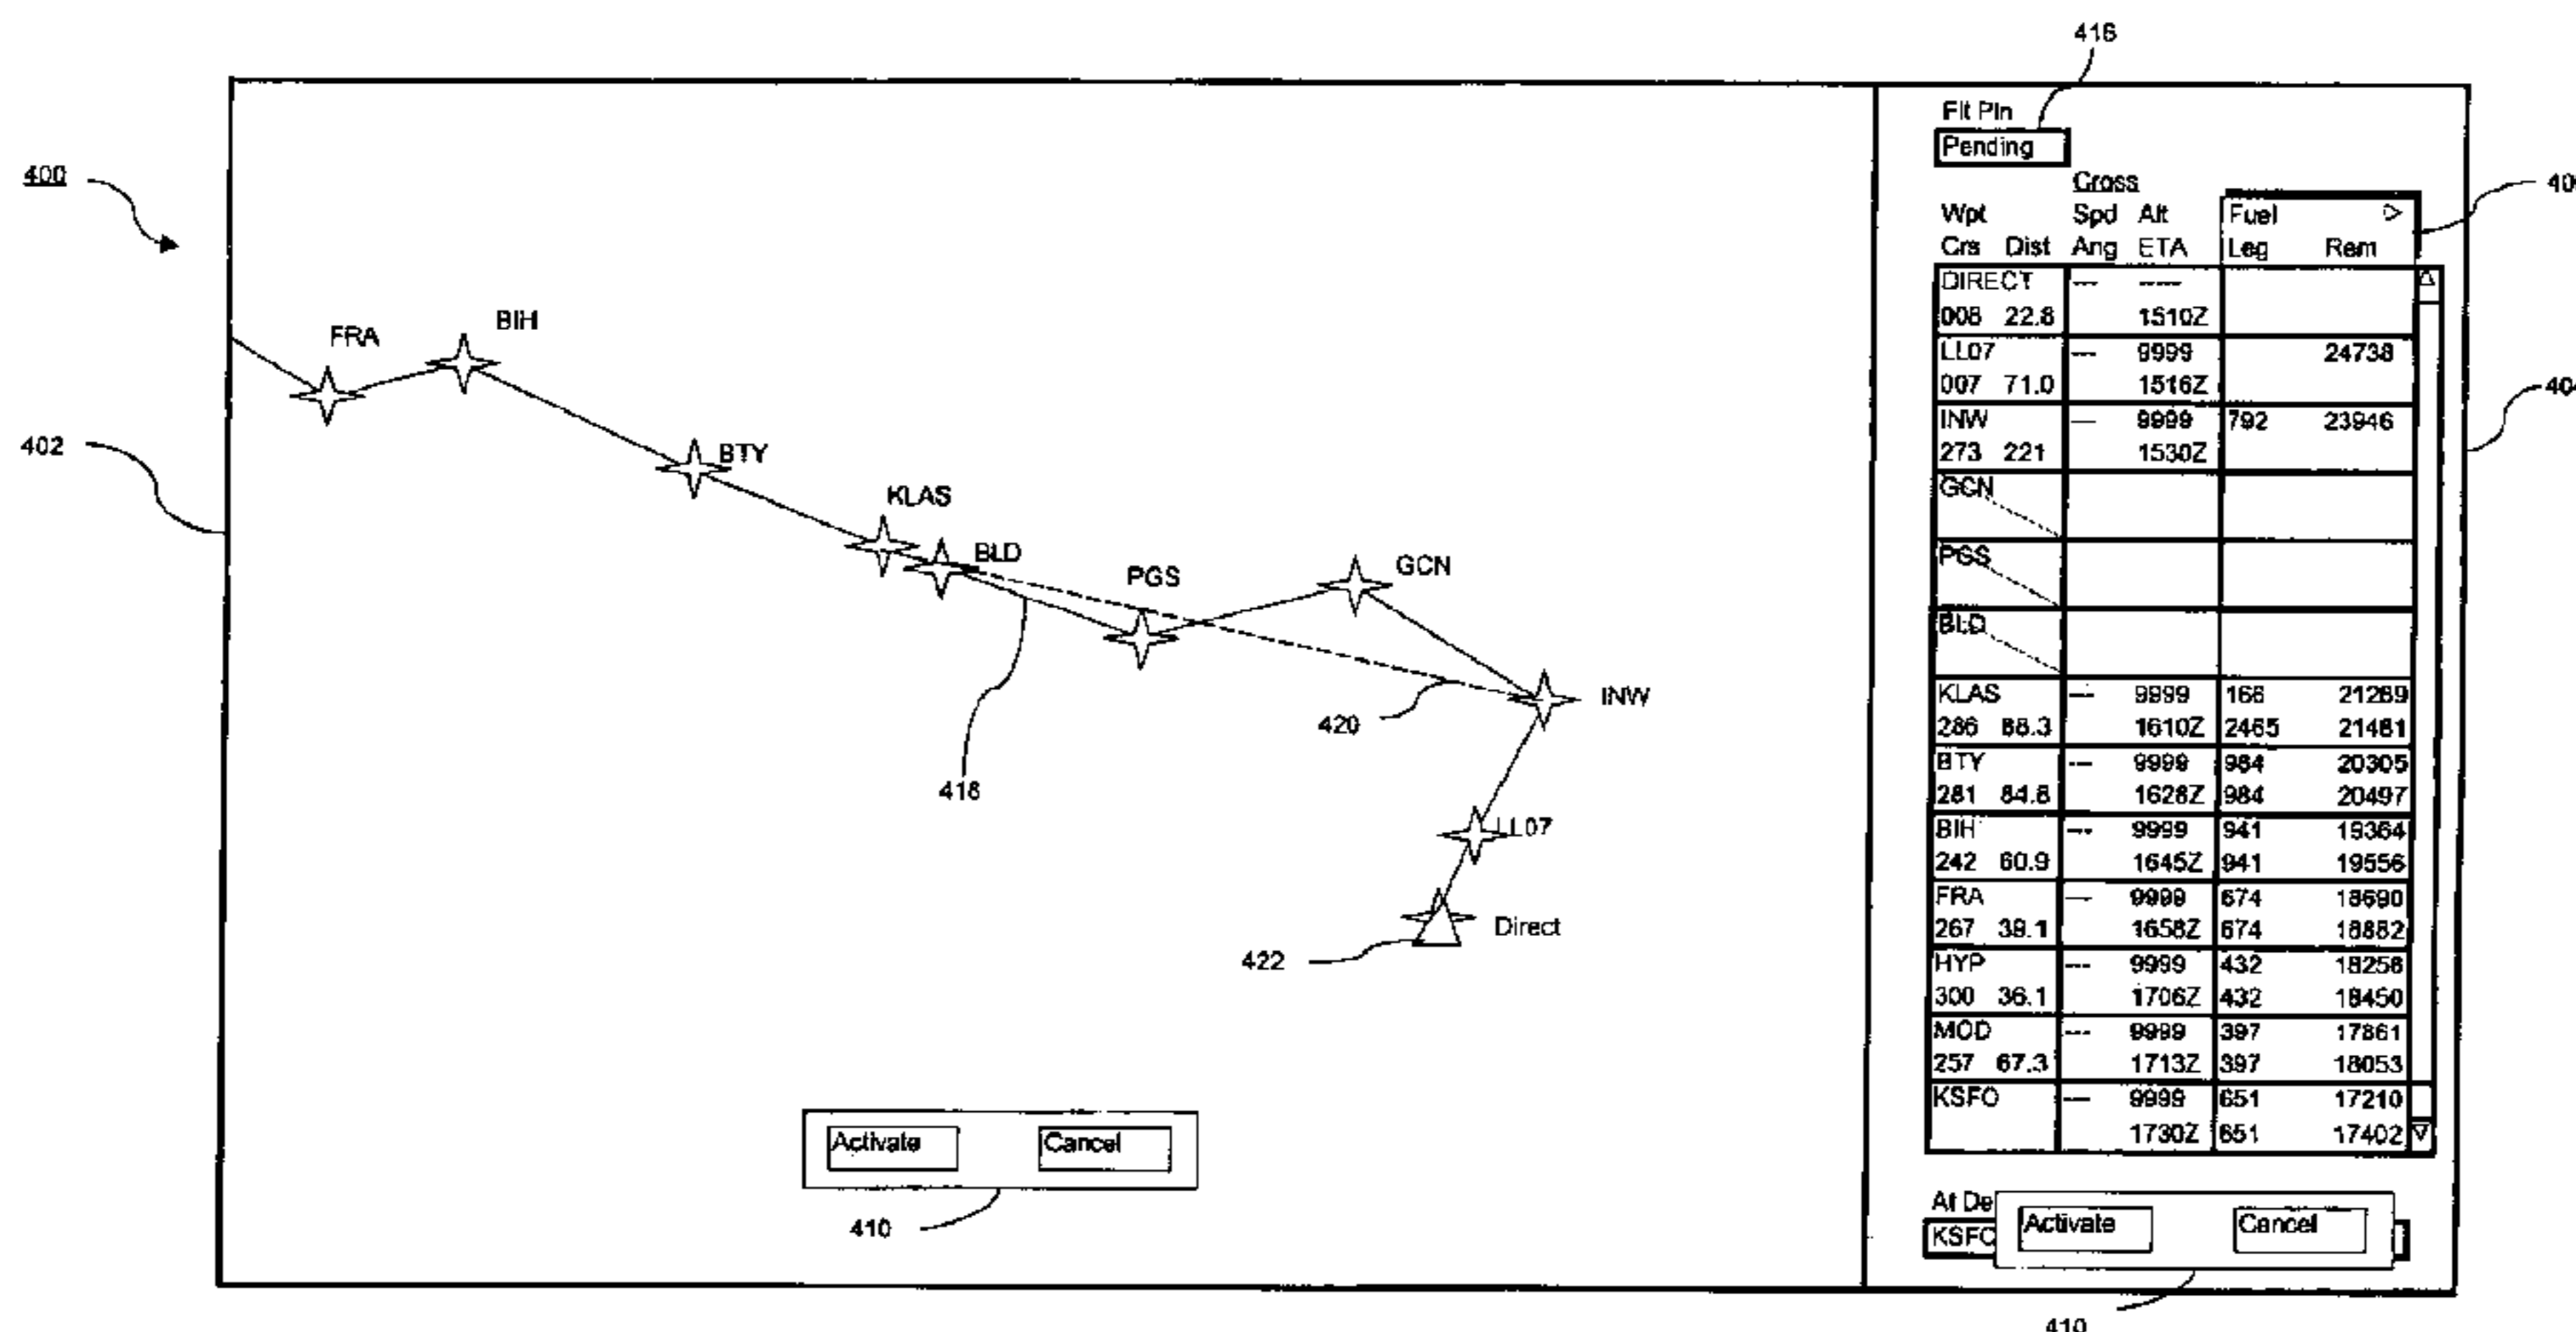 416
Flt Pln
Pending
400
Gross
Wpt Spd Alt Fuel
Crs Dist Ang ETA Leg Rem
DIRECT --- -----
008 22.8 1510Z
LL07 --- 9999 24738
007 71.0 1516Z
INW --- 9999 792 23946
273 221 1530Z
GCN
PGS
BLD
KLAS --- 9999 166 21289
286 88.3 1610Z 2465 21481
BTY --- 9999 984 20305
281 84.8 1628Z 984 20497
BIH --- 9999 941 19364
242 60.9 1645Z 941 19556
FRA --- 9999 674 18690
267 39.1 1658Z 674 18882
HYP --- 9999 432 18258
300 36.1 1706Z 432 18450
MOD --- 9999 397 17861
257 67.3 1713Z 397 18053
KSFO --- 9999 651 17210
1730Z 651 17402
At De
KSFO
Activate Cancel
410
402
FRA
BIH
BTY
KLAS
BLD
PGS
GCN
INW
420
418
LL07
Direct
422
Activate Cancel
410